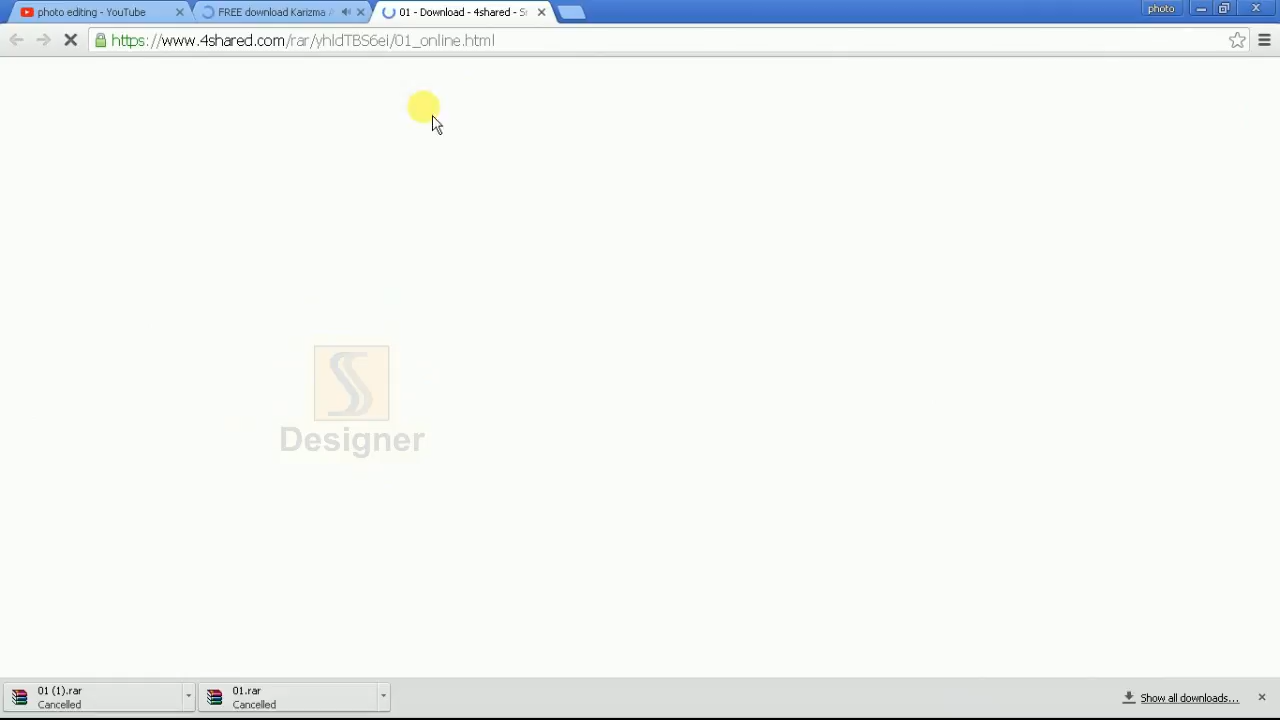 photo editing - YouTube
FREE download Karizma
01 - Download - 4shared - S
photo
https://www.4shared.com/rar/yhldTBS6ei/01_online.html
S
Designer
01 (1).rar
Cancelled
01.rar
Cancelled
Show all downloads...